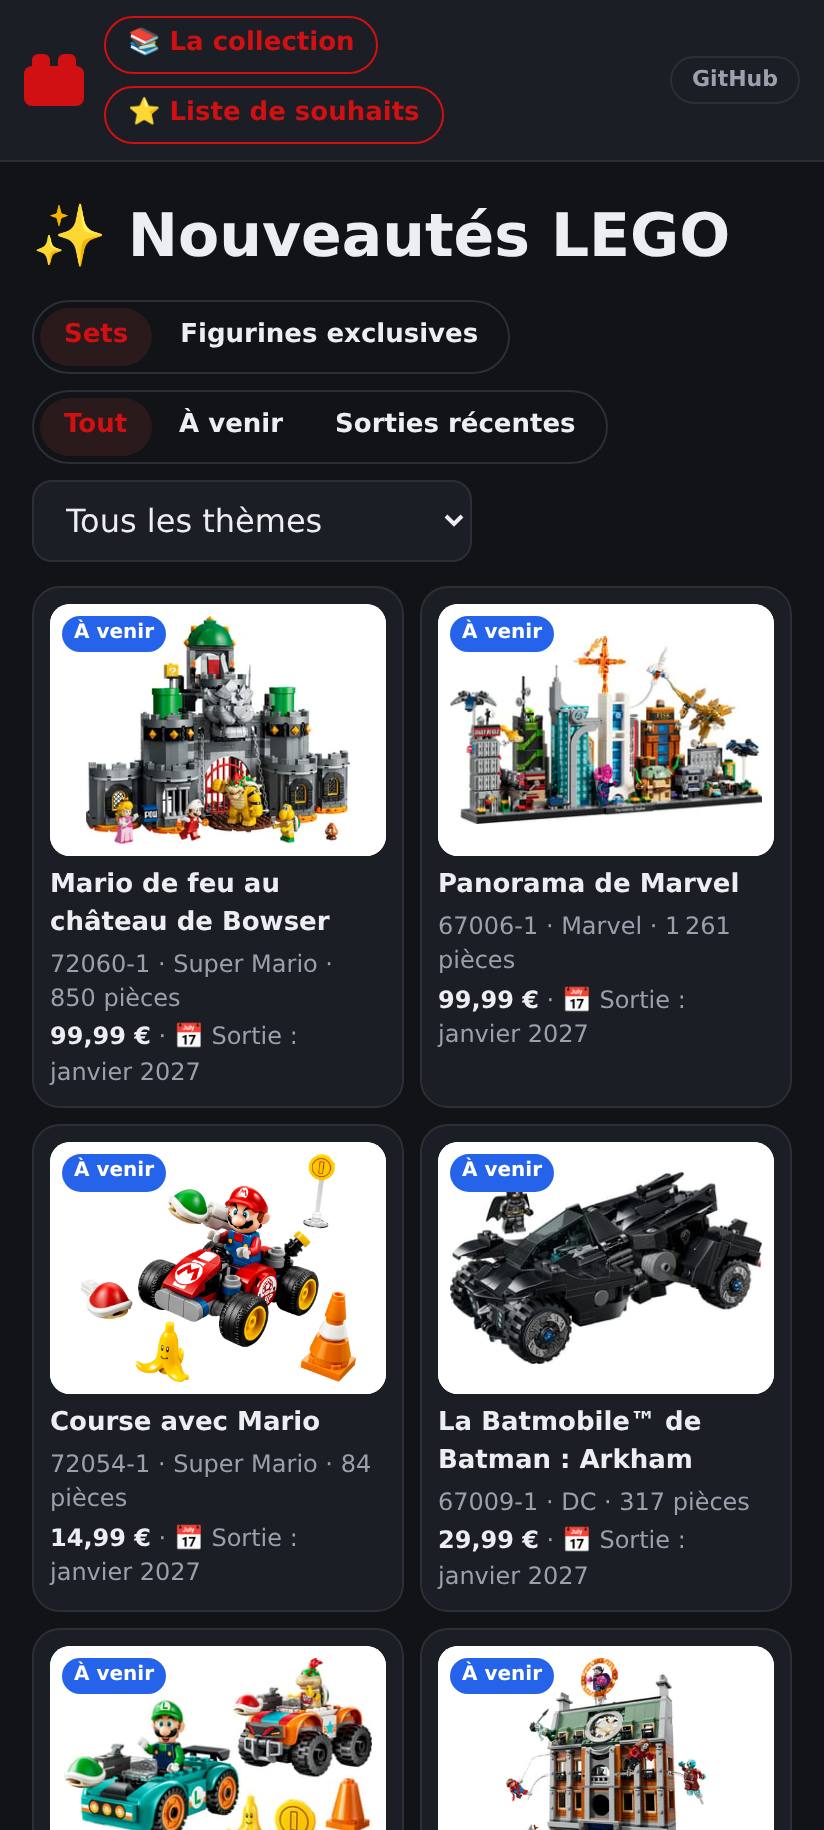 📚 La collection
⭐ Liste de souhaits
GitHub
✨ Nouveautés LEGO
Sets Figurines exclusives
Tout À venir Sorties récentes
Tous les thèmes
À venir
Mario de feu au
château de Bowser
72060-1 · Super Mario ·
850 pièces
99,99 € · 📅 Sortie :
janvier 2027
À venir
Panorama de Marvel
67006-1 · Marvel · 1 261
pièces
99,99 € · 📅 Sortie :
janvier 2027
À venir
Course avec Mario
72054-1 · Super Mario · 84
pièces
14,99 € · 📅 Sortie :
janvier 2027
À venir
La Batmobile™ de
Batman : Arkham
67009-1 · DC · 317 pièces
29,99 € · 📅 Sortie :
janvier 2027
À venir
À venir